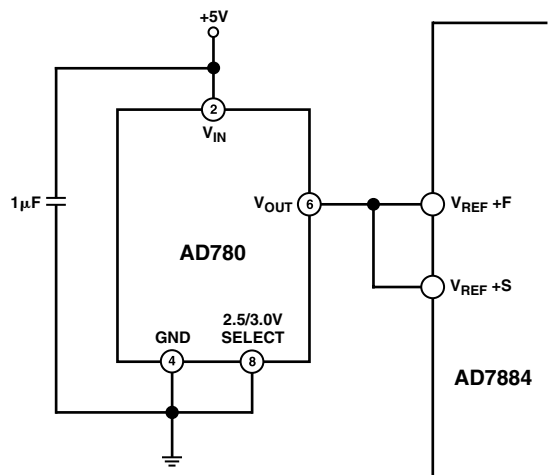 +5V
2
V_IN
1µF
V_OUT
6
V_REF +F
AD780
V_REF +S
2.5/3.0V
GND
SELECT
4
8
AD7884